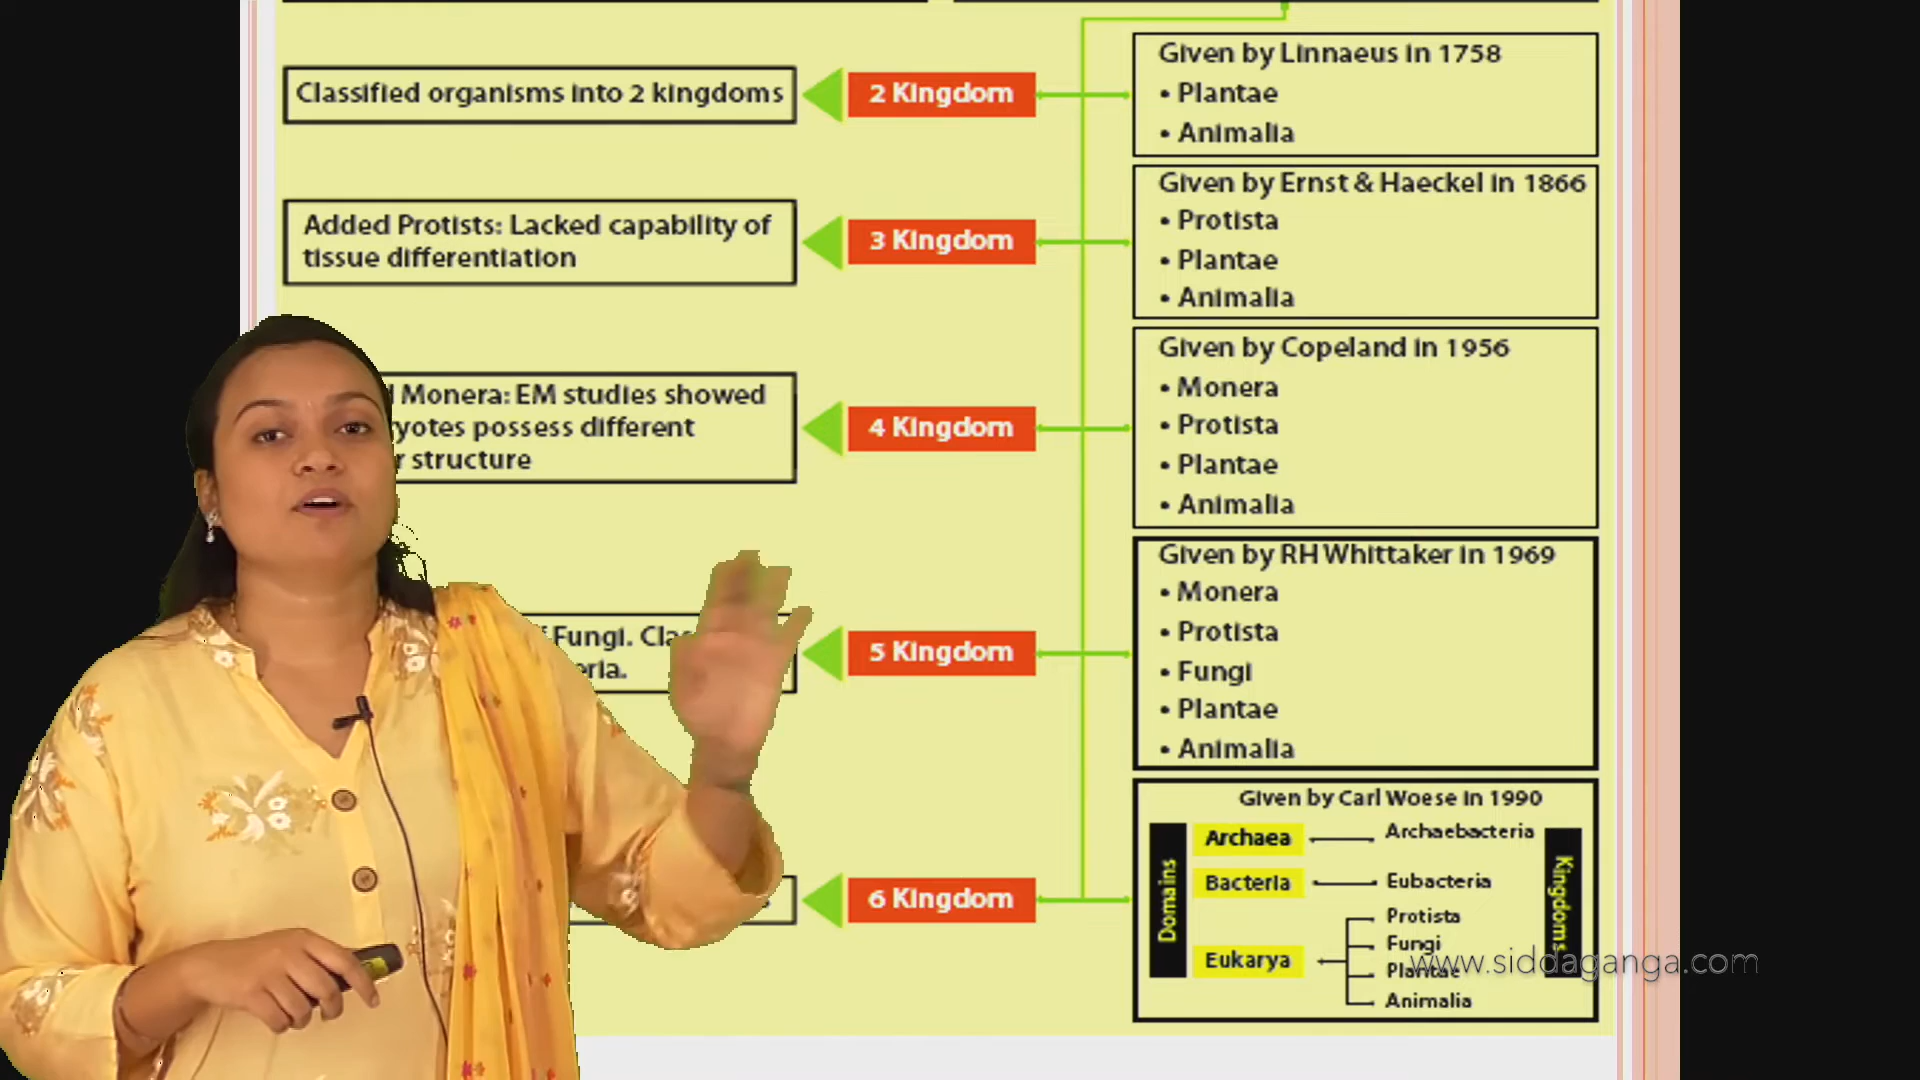 Classified organisms into 2 kingdoms
2 Kingdom
Given by Linnaeus in 1758
• Plantae
• Animalia
Added Protists: Lacked capability of
tissue differentiation
3 Kingdom
Given by Ernst & Haeckel in 1866
• Protista
• Plantae
• Animalia
Monera: EM studies showed
possess different
structure
4 Kingdom
Given by Copeland in 1956
• Monera
• Protista
• Plantae
• Animalia
Fungi.
5 Kingdom
Given by RH Whittaker in 1969
• Monera
• Protista
• Fungi
• Plantae
• Animalia
6 Kingdom
Given by Carl Woese in 1990
Domains
Archaea
Archaebacteria
Bacteria
Eubacteria
Eukarya
Protista
Fungi
Plantae
Animalia
Kingdoms
www.siddaganga.com